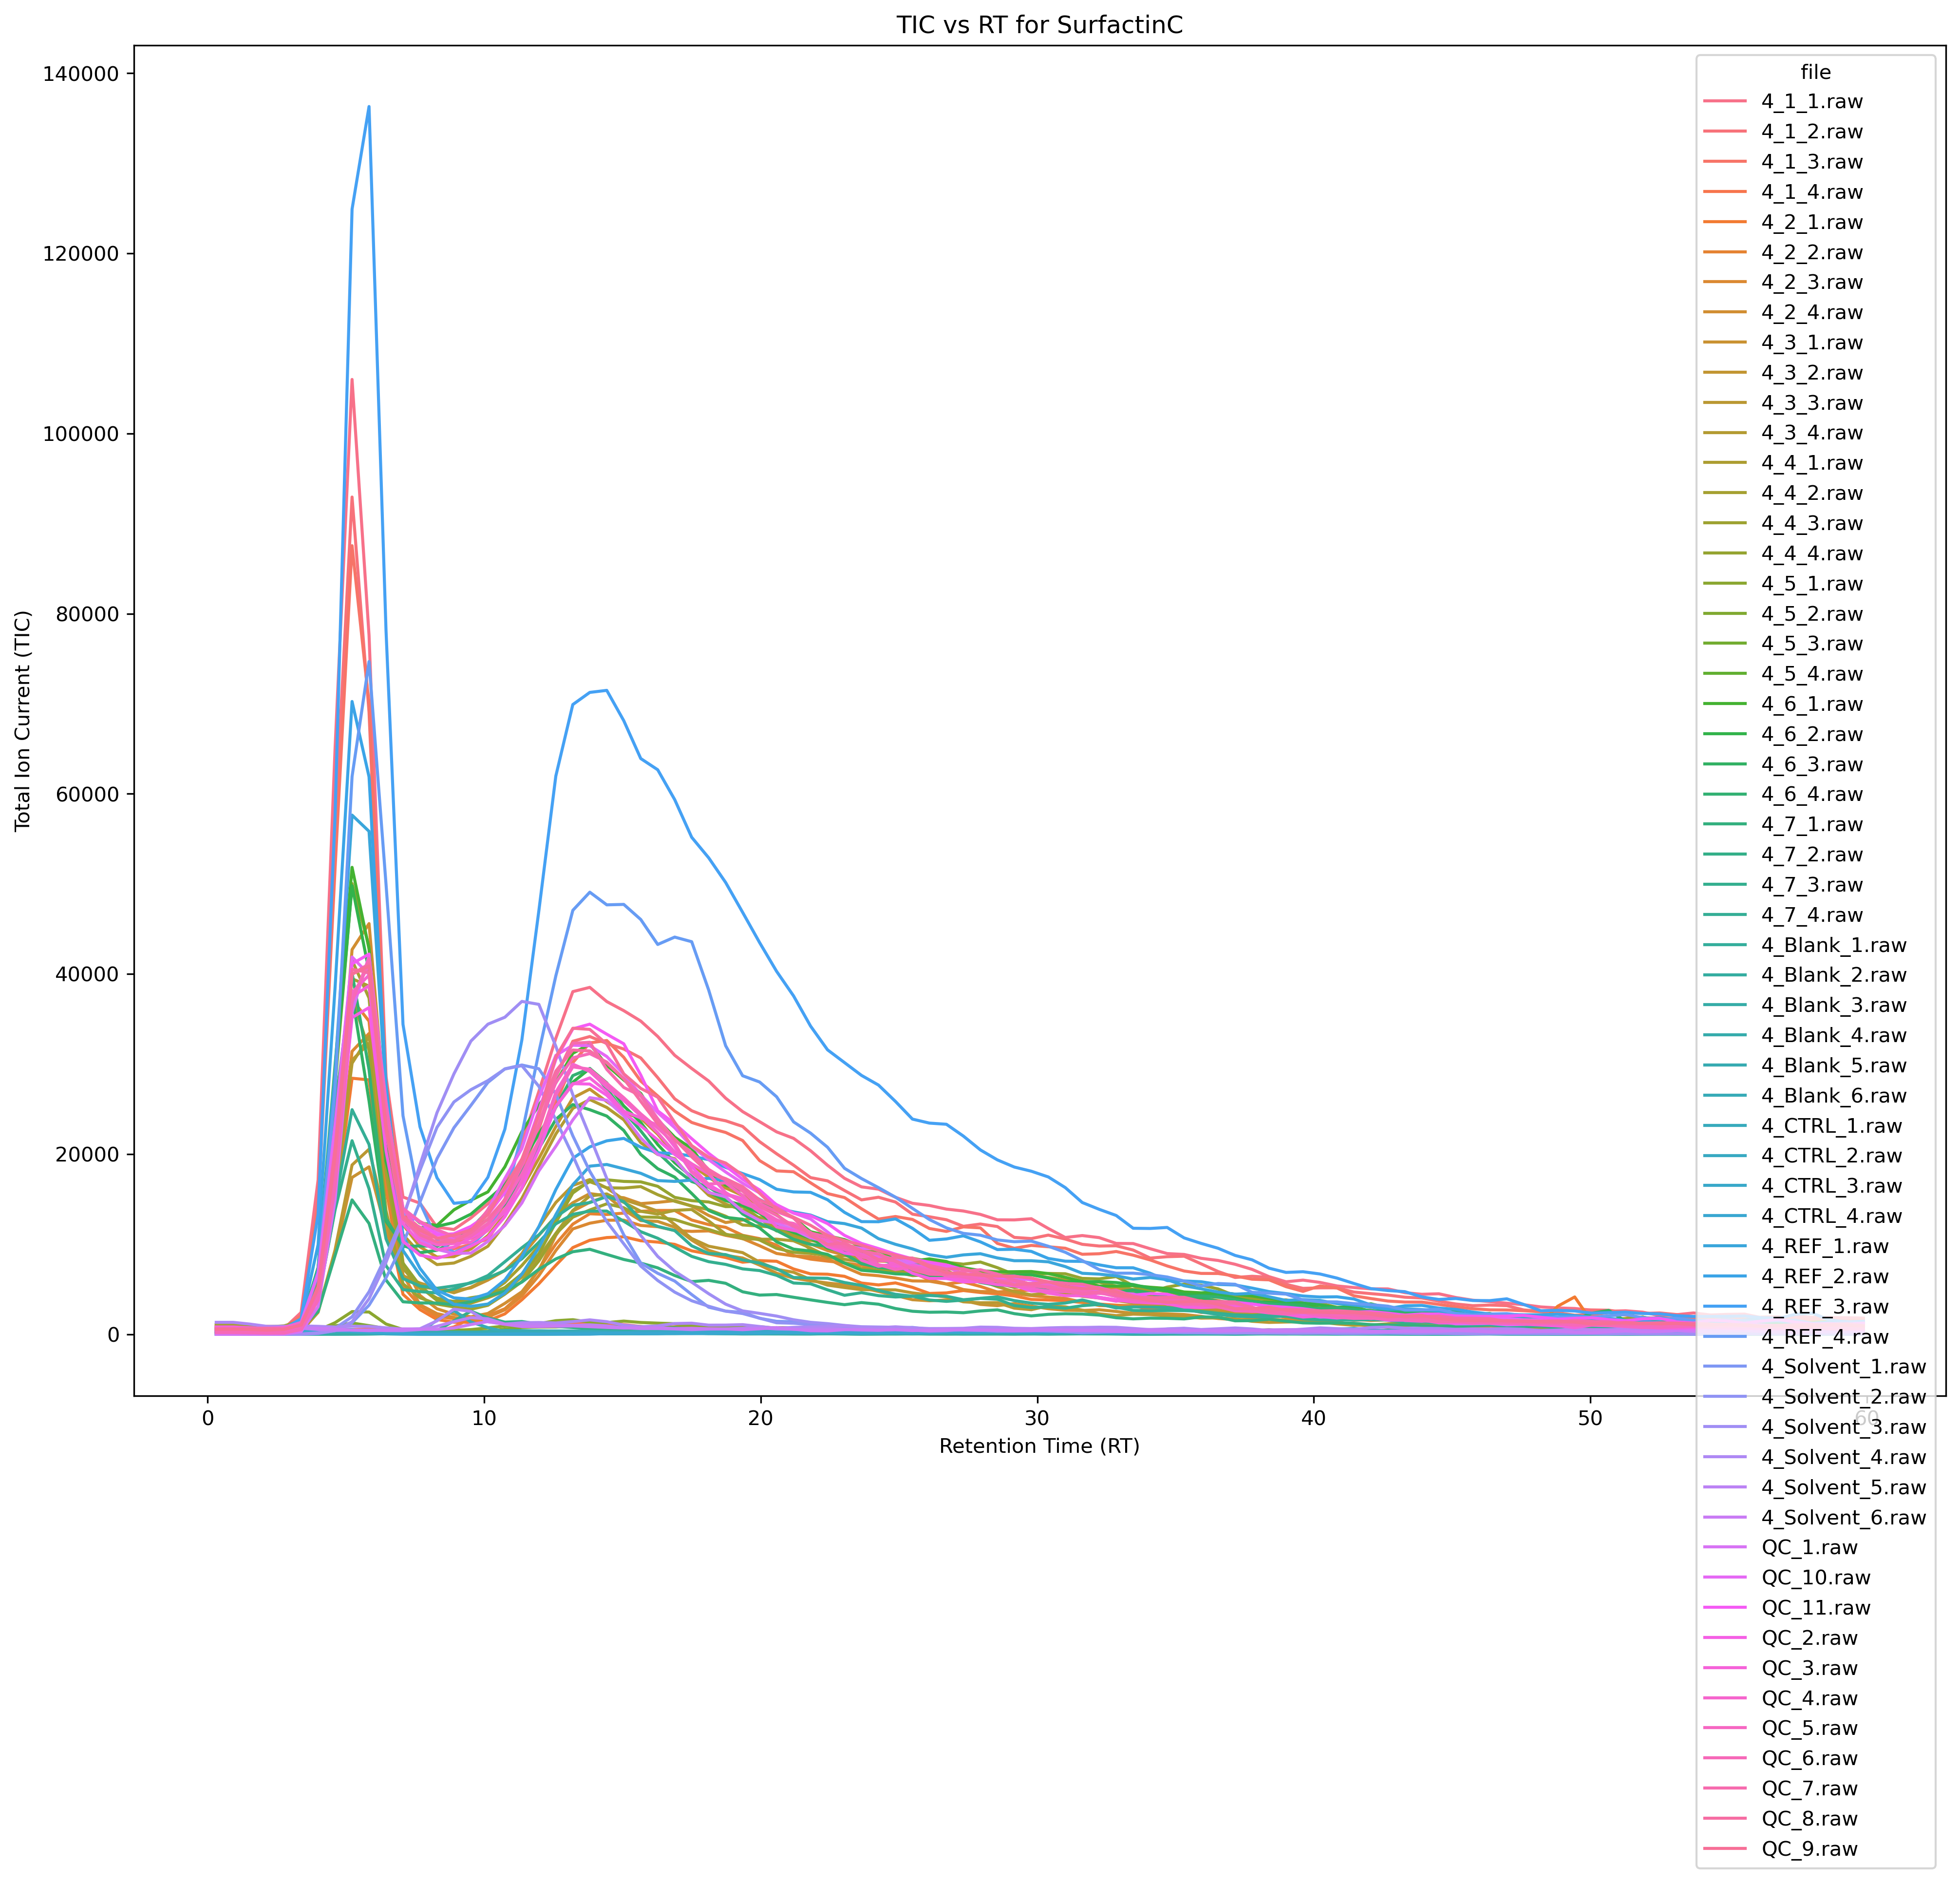 TIC vs RT for SurfactinC
140000
120000
100000
80000
60000
40000
20000
0
Total Ion Current (TIC)
0
10
20
30
40
50
60
Retention Time (RT)
file
4_1_1.raw
4_1_2.raw
4_1_3.raw
4_1_4.raw
4_2_1.raw
4_2_2.raw
4_2_3.raw
4_2_4.raw
4_3_1.raw
4_3_2.raw
4_3_3.raw
4_3_4.raw
4_4_1.raw
4_4_2.raw
4_4_3.raw
4_4_4.raw
4_5_1.raw
4_5_2.raw
4_5_3.raw
4_5_4.raw
4_6_1.raw
4_6_2.raw
4_6_3.raw
4_6_4.raw
4_7_1.raw
4_7_2.raw
4_7_3.raw
4_7_4.raw
4_Blank_1.raw
4_Blank_2.raw
4_Blank_3.raw
4_Blank_4.raw
4_Blank_5.raw
4_Blank_6.raw
4_CTRL_1.raw
4_CTRL_2.raw
4_CTRL_3.raw
4_CTRL_4.raw
4_REF_1.raw
4_REF_2.raw
4_REF_3.raw
4_REF_4.raw
4_Solvent_1.raw
4_Solvent_2.raw
4_Solvent_3.raw
4_Solvent_4.raw
4_Solvent_5.raw
4_Solvent_6.raw
QC_1.raw
QC_10.raw
QC_11.raw
QC_2.raw
QC_3.raw
QC_4.raw
QC_5.raw
QC_6.raw
QC_7.raw
QC_8.raw
QC_9.raw